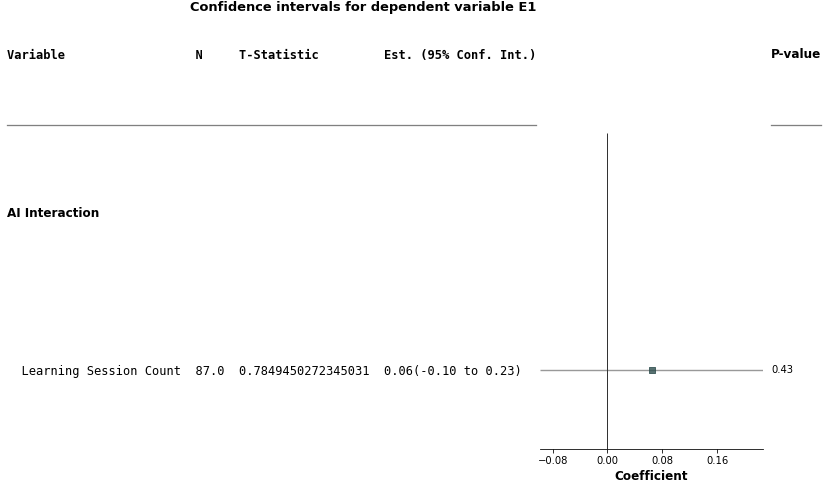 Confidence intervals for dependent variable E1
Variable N T-Statistic Est. (95% Conf. Int.) P-value
AI Interaction
Learning Session Count 87.0 0.7849450272345031 0.06(-0.10 to 0.23) 0.43
−0.08 0.00 0.08 0.16
Coefficient